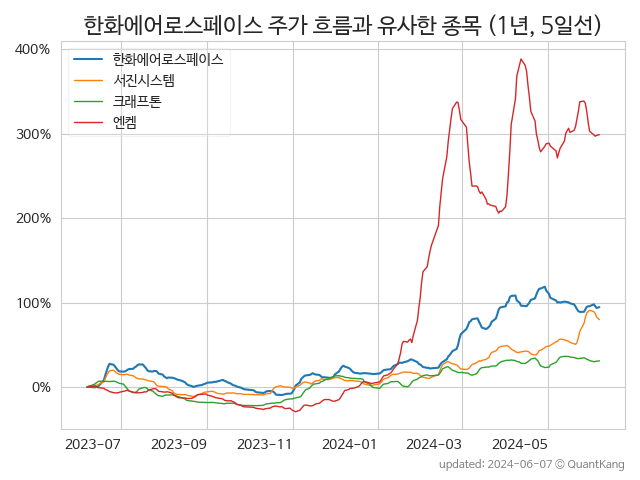 한화에어로스페이스 주가 흐름과 유사한 종목 (1년, 5일선)
400%
300%
200%
100%
0%
한화에어로스페이스
서진시스템
크래프톤
엔켐
2023-07
2023-09
2023-11
2024-01
2024-03
2024-05
updated: 2024-06-07 © QuantKang